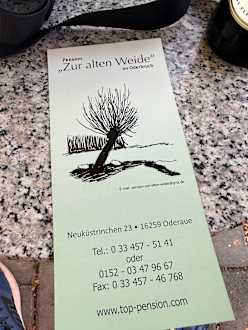 Pension
„Zur alten Weide“
im Oderbruch
Neuküstrinchen 23 • 16259 Oderaue
Tel.: 0 33 457 - 51 41
oder
0152 - 03 47 96 67
Fax: 0 33 457 - 46 768
www.top-pension.com